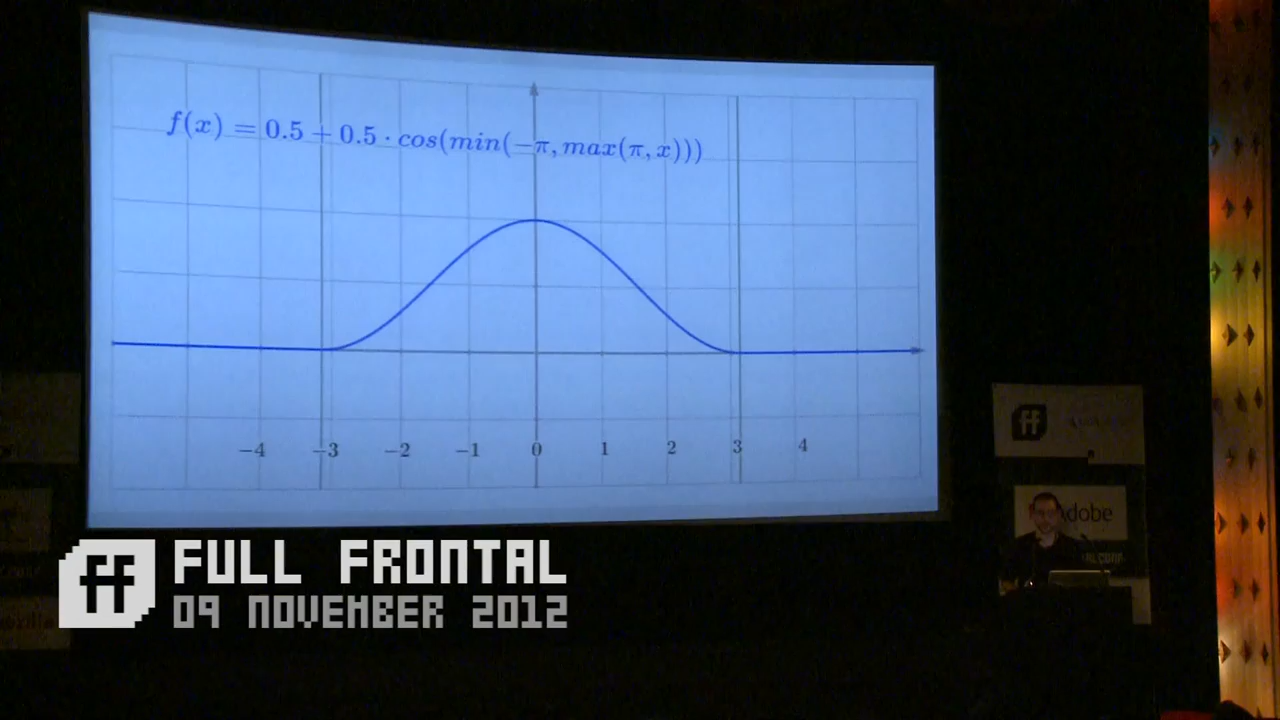 f(x) = 0.5 + 0.5 · cos(min(−π, max(π, x)))
−4 −3 −2 −1 0 1 2 3 4
ff
Adobe
ff FULL FRONTAL
09 NOVEMBER 2012